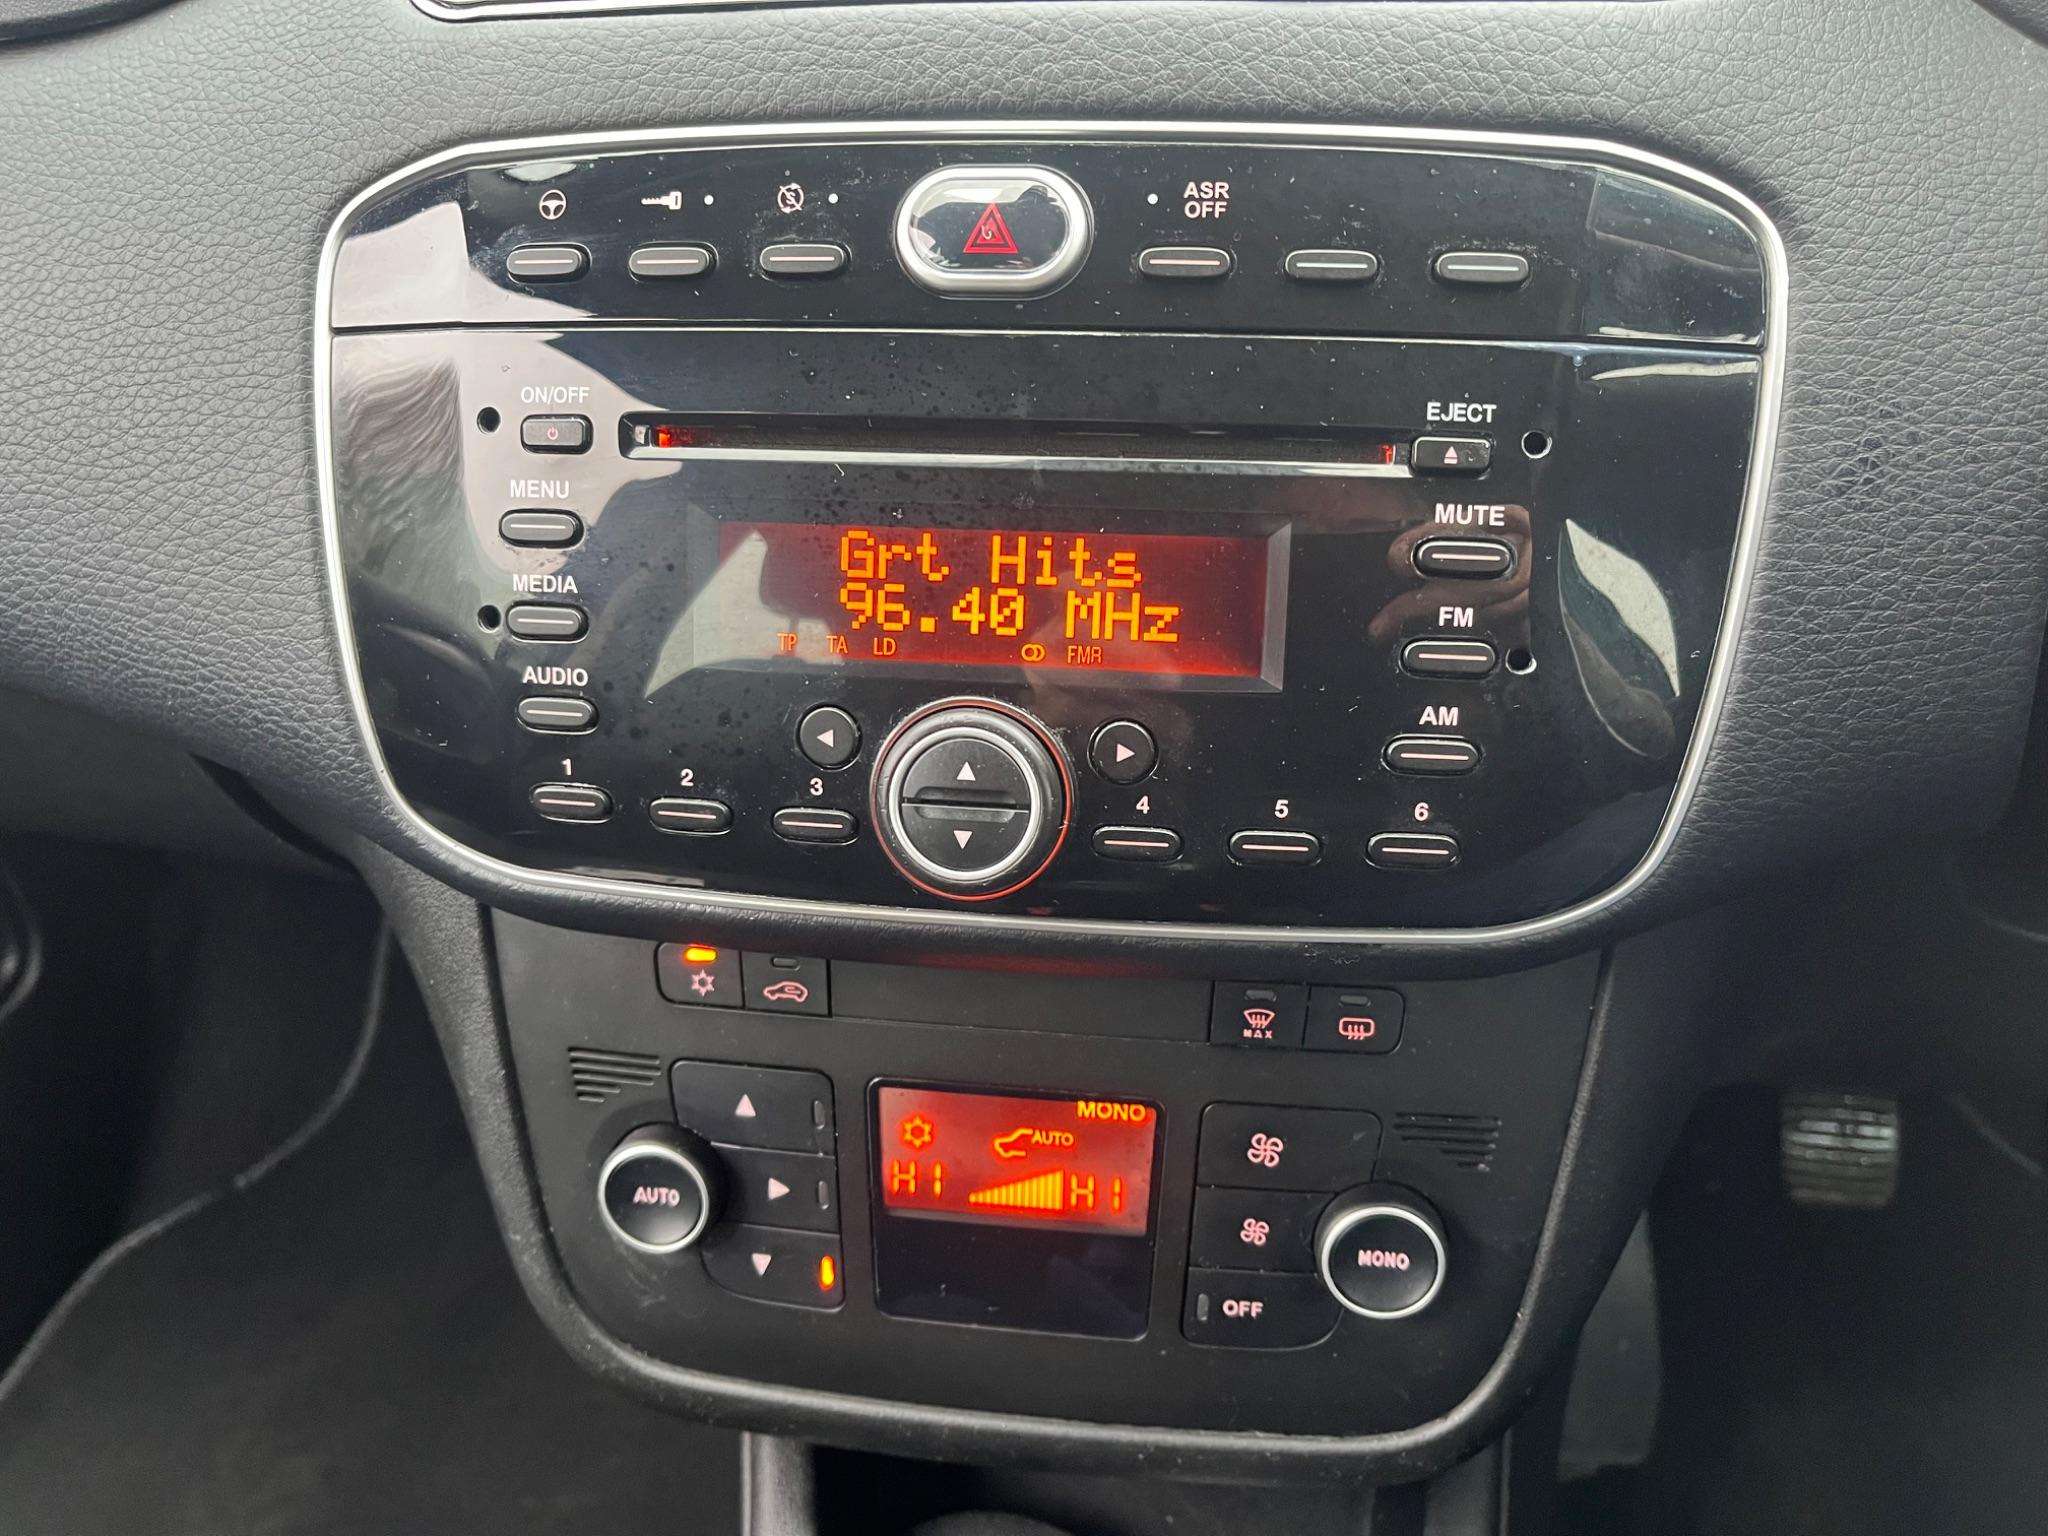 ASR
OFF
ON/OFF
EJECT
MENU
MUTE
Grt Hits
96.40 MHz
TP TA LD FMR
MEDIA
FM
AUDIO
AM
1 2 3 4 5 6
MAX
MONO
AUTO
HI HI
AUTO
MONO
OFF